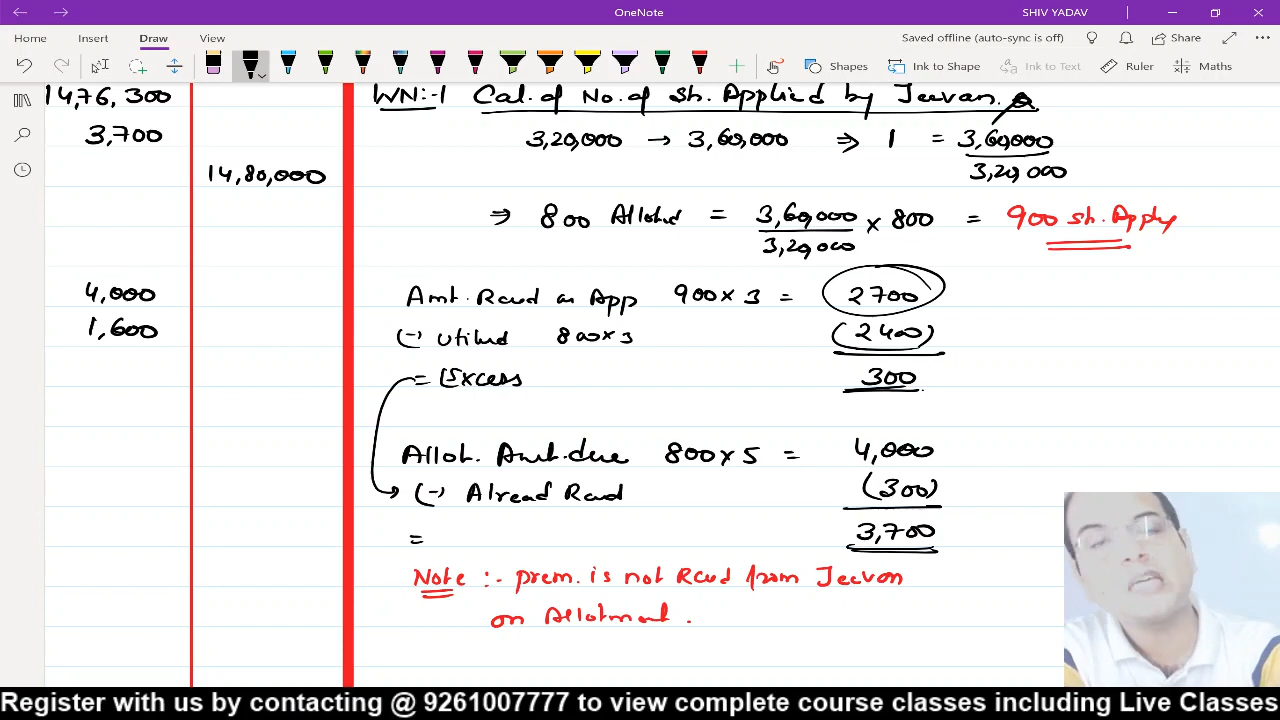 OneNote
SHIV YADAV
Home Insert Draw View
Saved offline (auto-sync is off)
Share
Shapes
Ink to Shape
Ink to Text
Ruler
Maths
14,76,300
3,700
14,80,000
4,000
1,600
WN:-1 Cal. of No. of Sh. Applied by Jeevan.
3,20,000 → 3,60,000 ⇒ 1 = 3,60,000
3,20,000
⇒ 800 Alloted = 3,60,000 × 800 = 900 sh. Apply
3,20,000
Amt. Recvd on App 900 × 3 = 2700
(-) Utilised 800×3 (2400)
= Excess 300
Allot. Amt. due 800 × 5 = 4,000
(-) Alread Recvd (300)
= 3,700
Note :- prem. is not Recvd from Jeevan
on Allotment.
Register with us by contacting @ 9261007777 to view complete course classes including Live Classes